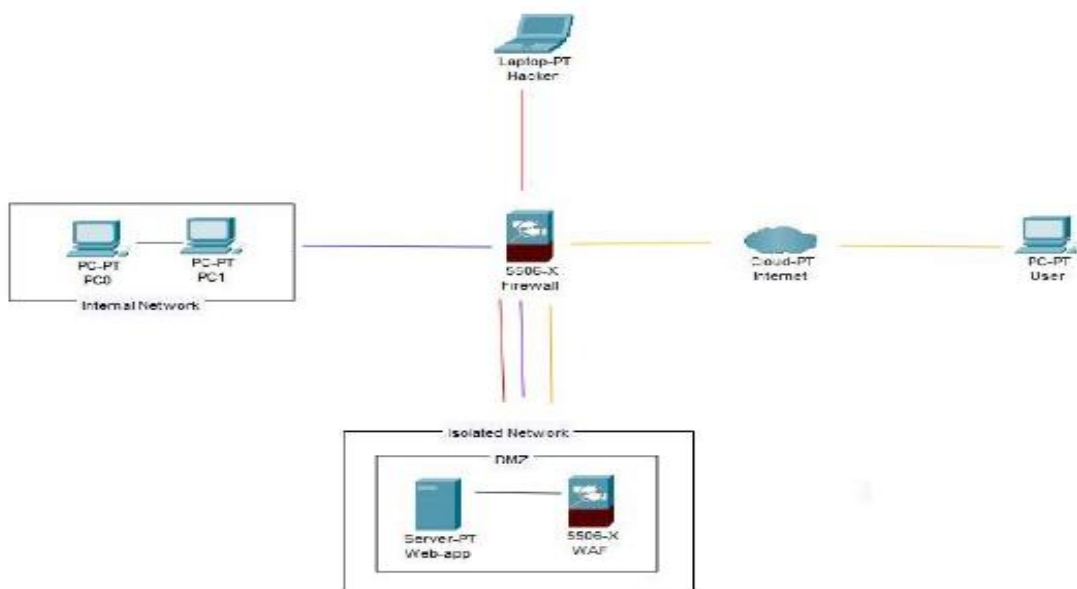 Laptop-PT
Hacker
PC-PT
PC0
PC-PT
PC1
Internal Network
5506-X
Firewall
Cloud-PT
Internet
PC-PT
User
Isolated Network
DMZ
Server-PT
Web-app
5506-X
WAF